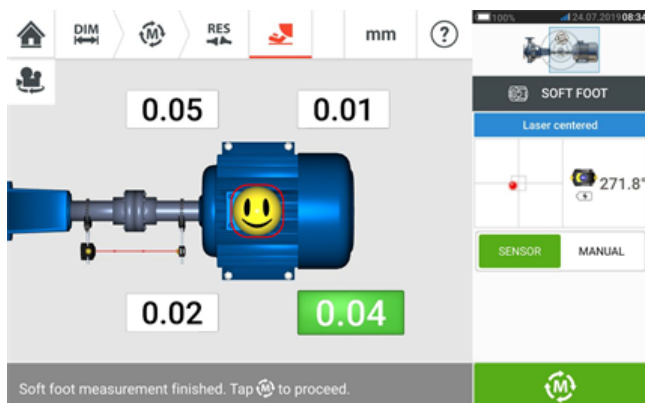 DIM
M
RES
mm
?
100%
24.07.2019 08:34
SOFT FOOT
Laser centered
271.8°
SENSOR
MANUAL
0.05
0.01
0.02
0.04
Soft foot measurement finished. Tap M to proceed.
M